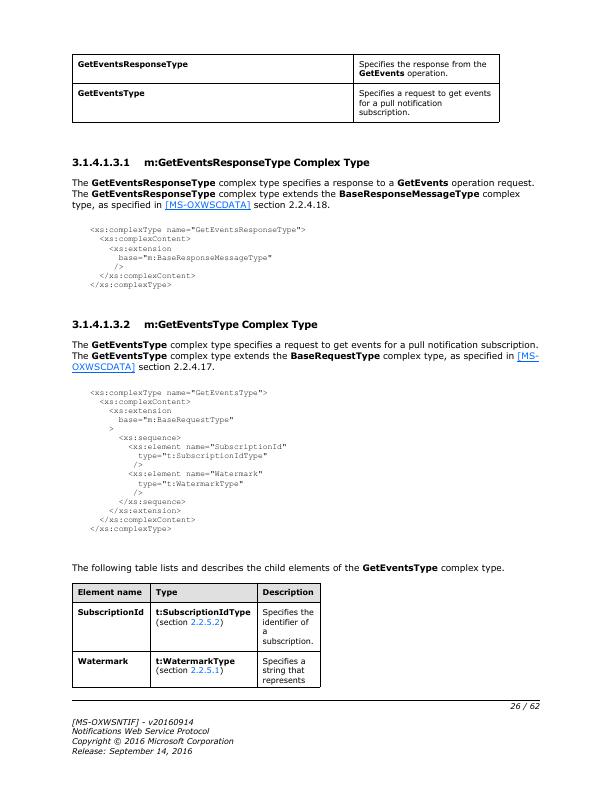 GetEventsResponseType
Specifies the response from the
GetEvents operation.
GetEventsType
Specifies a request to get events
for a pull notification
subscription.
3.1.4.1.3.1 m:GetEventsResponseType Complex Type
The GetEventsResponseType complex type specifies a response to a GetEvents operation request.
The GetEventsResponseType complex type extends the BaseResponseMessageType complex
type, as specified in [MS-OXWSCDATA] section 2.2.4.18.
<xs:complexType name="GetEventsResponseType">
<xs:complexContent>
<xs:extension
base="m:BaseResponseMessageType"
/>
</xs:complexContent>
</xs:complexType>
3.1.4.1.3.2 m:GetEventsType Complex Type
The GetEventsType complex type specifies a request to get events for a pull notification subscription.
The GetEventsType complex type extends the BaseRequestType complex type, as specified in [MS-
OXWSCDATA] section 2.2.4.17.
<xs:complexType name="GetEventsType">
<xs:complexContent>
<xs:extension
base="m:BaseRequestType"
>
<xs:sequence>
<xs:element name="SubscriptionId"
type="t:SubscriptionIdType"
/>
<xs:element name="Watermark"
type="t:WatermarkType"
/>
</xs:sequence>
</xs:extension>
</xs:complexContent>
</xs:complexType>
The following table lists and describes the child elements of the GetEventsType complex type.
Element name Type Description
SubscriptionId
t:SubscriptionIdType
(section 2.2.5.2)
Specifies the
identifier of
a
subscription.
Watermark
t:WatermarkType
(section 2.2.5.1)
Specifies a
string that
represents
26 / 62
[MS-OXWSNTIF] - v20160914
Notifications Web Service Protocol
Copyright © 2016 Microsoft Corporation
Release: September 14, 2016